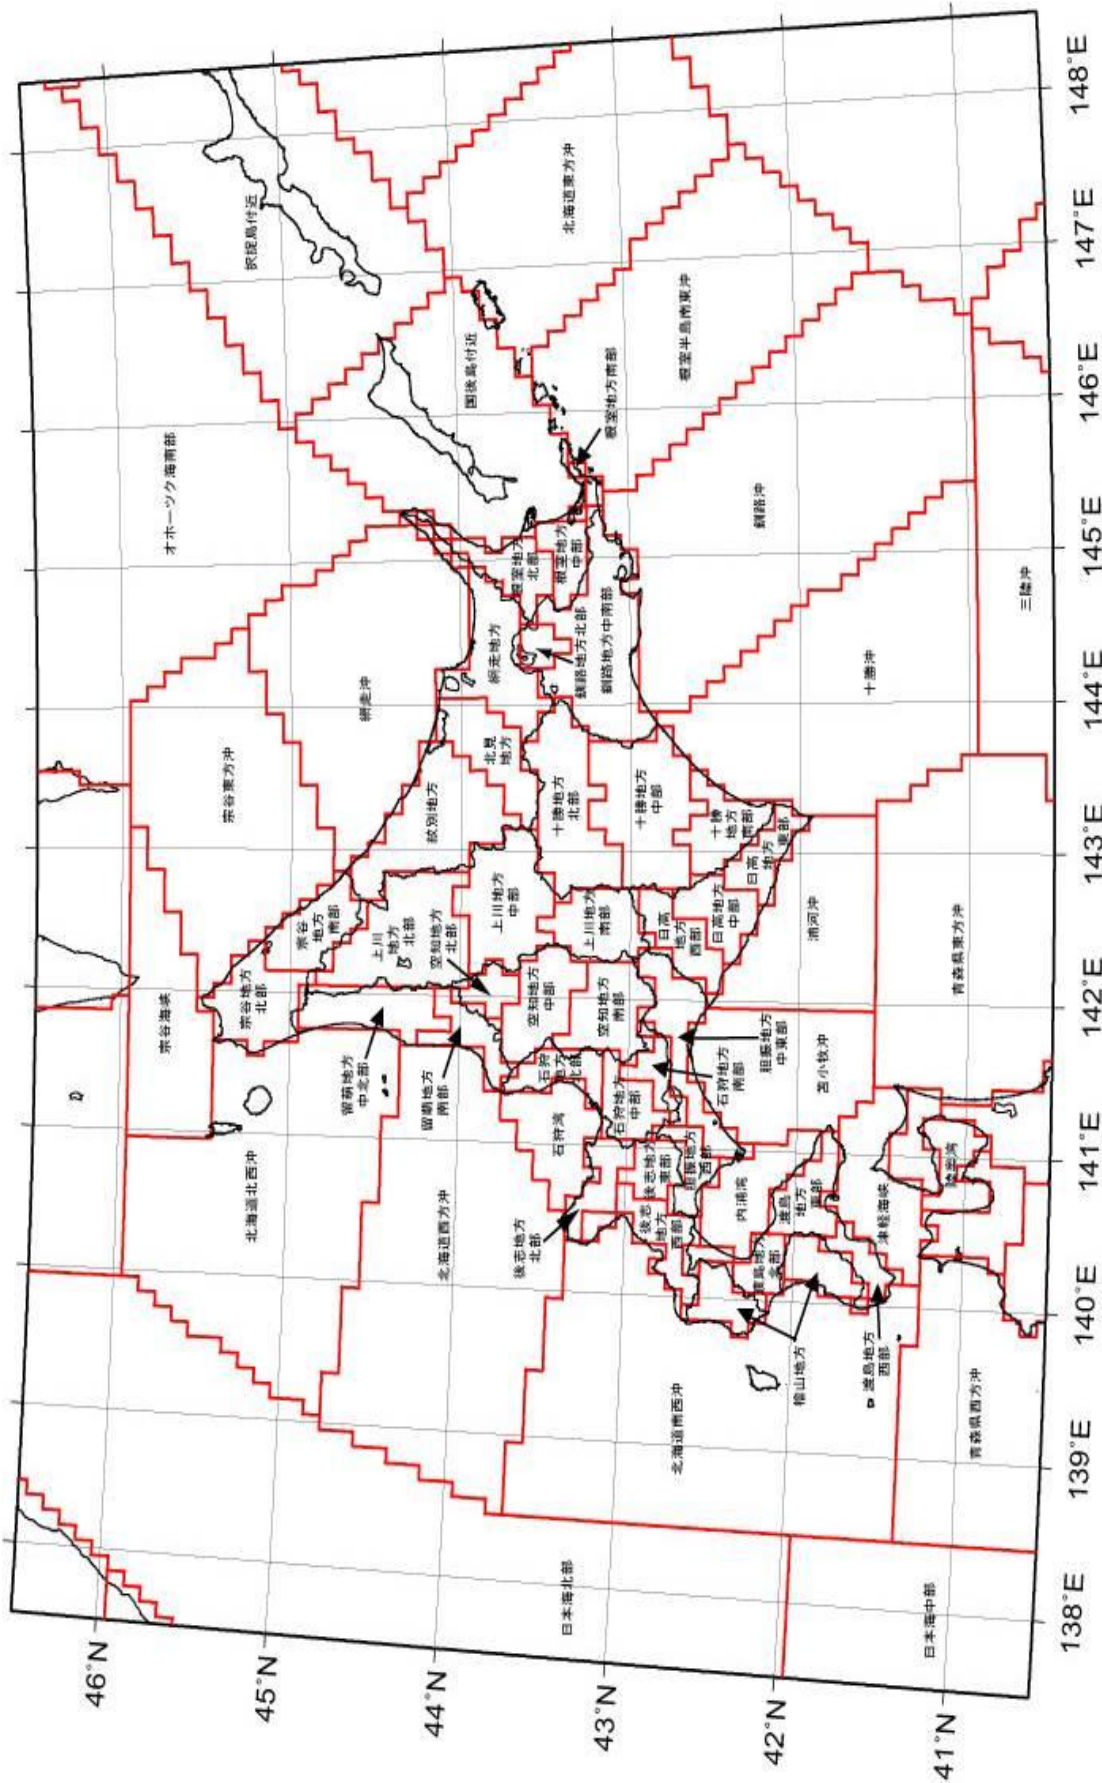 オホーツク海南部
択捉島付近
宗谷東方沖
宗谷海峡
北海道北西沖
網走沖
国後島付近
北海道東方沖
宗谷地方
北部
宗谷
地方
南部
上川
地方
北部
紋別地方
北見
地方
網走地方
根室地方
北部
根室地方
中部
根室地方南部
根室半島南東沖
留萌地方
中北部
留萌地方
南部
空知地方
北部
上川地方
中部
上川地方
南部
空知地方
中部
空知地方
南部
十勝地方
北部
十勝地方
中部
十勝
地方
南部
釧路地方北部
釧路地方中南部
釧路沖
北海道西方沖
石狩湾
石狩
地方
北部
石狩地方
中部
石狩地方
南部
後志地方
北部
後志地方
東部
後志
地方
西部
胆振地方
西部
胆振地方
中東部
日高
地方
西部
日高地方
中部
日高
地方
東部
十勝沖
三陸沖
浦河沖
苫小牧沖
内浦湾
渡島
地方
東部
渡島地方
北部
檜山地方
渡島地方
西部
北海道南西沖
津軽海峡
陸奥湾
青森県東方沖
青森県西方沖
日本海北部
日本海中部
46˚N
45˚N
44˚N
43˚N
42˚N
41˚N
138˚E
139˚E
140˚E
141˚E
142˚E
143˚E
144˚E
145˚E
146˚E
147˚E
148˚E